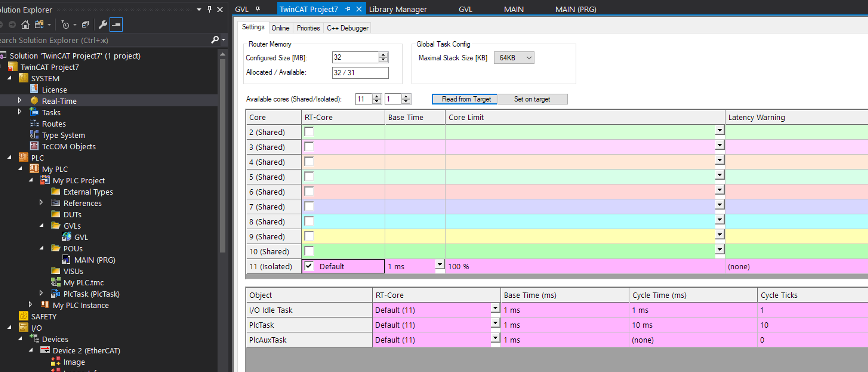 olution Explorer
GVL TwinCAT Project7 Library Manager GVL MAIN MAIN (PRG)
earch Solution Explorer (Ctrl+ж)
Solution 'TwinCAT Project7' (1 project)
TwinCAT Project7
SYSTEM
License
Real-Time
Tasks
Routes
Type System
TcCOM Objects
PLC
My PLC
My PLC Project
External Types
References
DUTs
GVLs
GVL
POUs
MAIN (PRG)
VISUs
My PLC.tmc
PlcTask (PlcTask)
My PLC Instance
SAFETY
I/O
Devices
Device 2 (EtherCAT)
Image
Settings Online Priorities C++ Debugger
Router Memory
Configured Size [MB]: 32
Allocated / Available: 32 / 31
Global Task Config
Maximal Stack Size [KB] 64KB
Available cores (Shared/Isolated): 11 1 Read from Target Set on target
Core RT-Core Base Time Core Limit Latency Warning
2 (Shared)
3 (Shared)
4 (Shared)
5 (Shared)
6 (Shared)
7 (Shared)
8 (Shared)
9 (Shared)
10 (Shared)
11 (Isolated) Default 1 ms 100 % (none)
Object RT-Core Base Time (ms) Cycle Time (ms) Cycle Ticks
I/O Idle Task Default (11) 1 ms 1 ms 1
PlcTask Default (11) 1 ms 10 ms 10
PlcAuxTask Default (11) 1 ms (none) 0